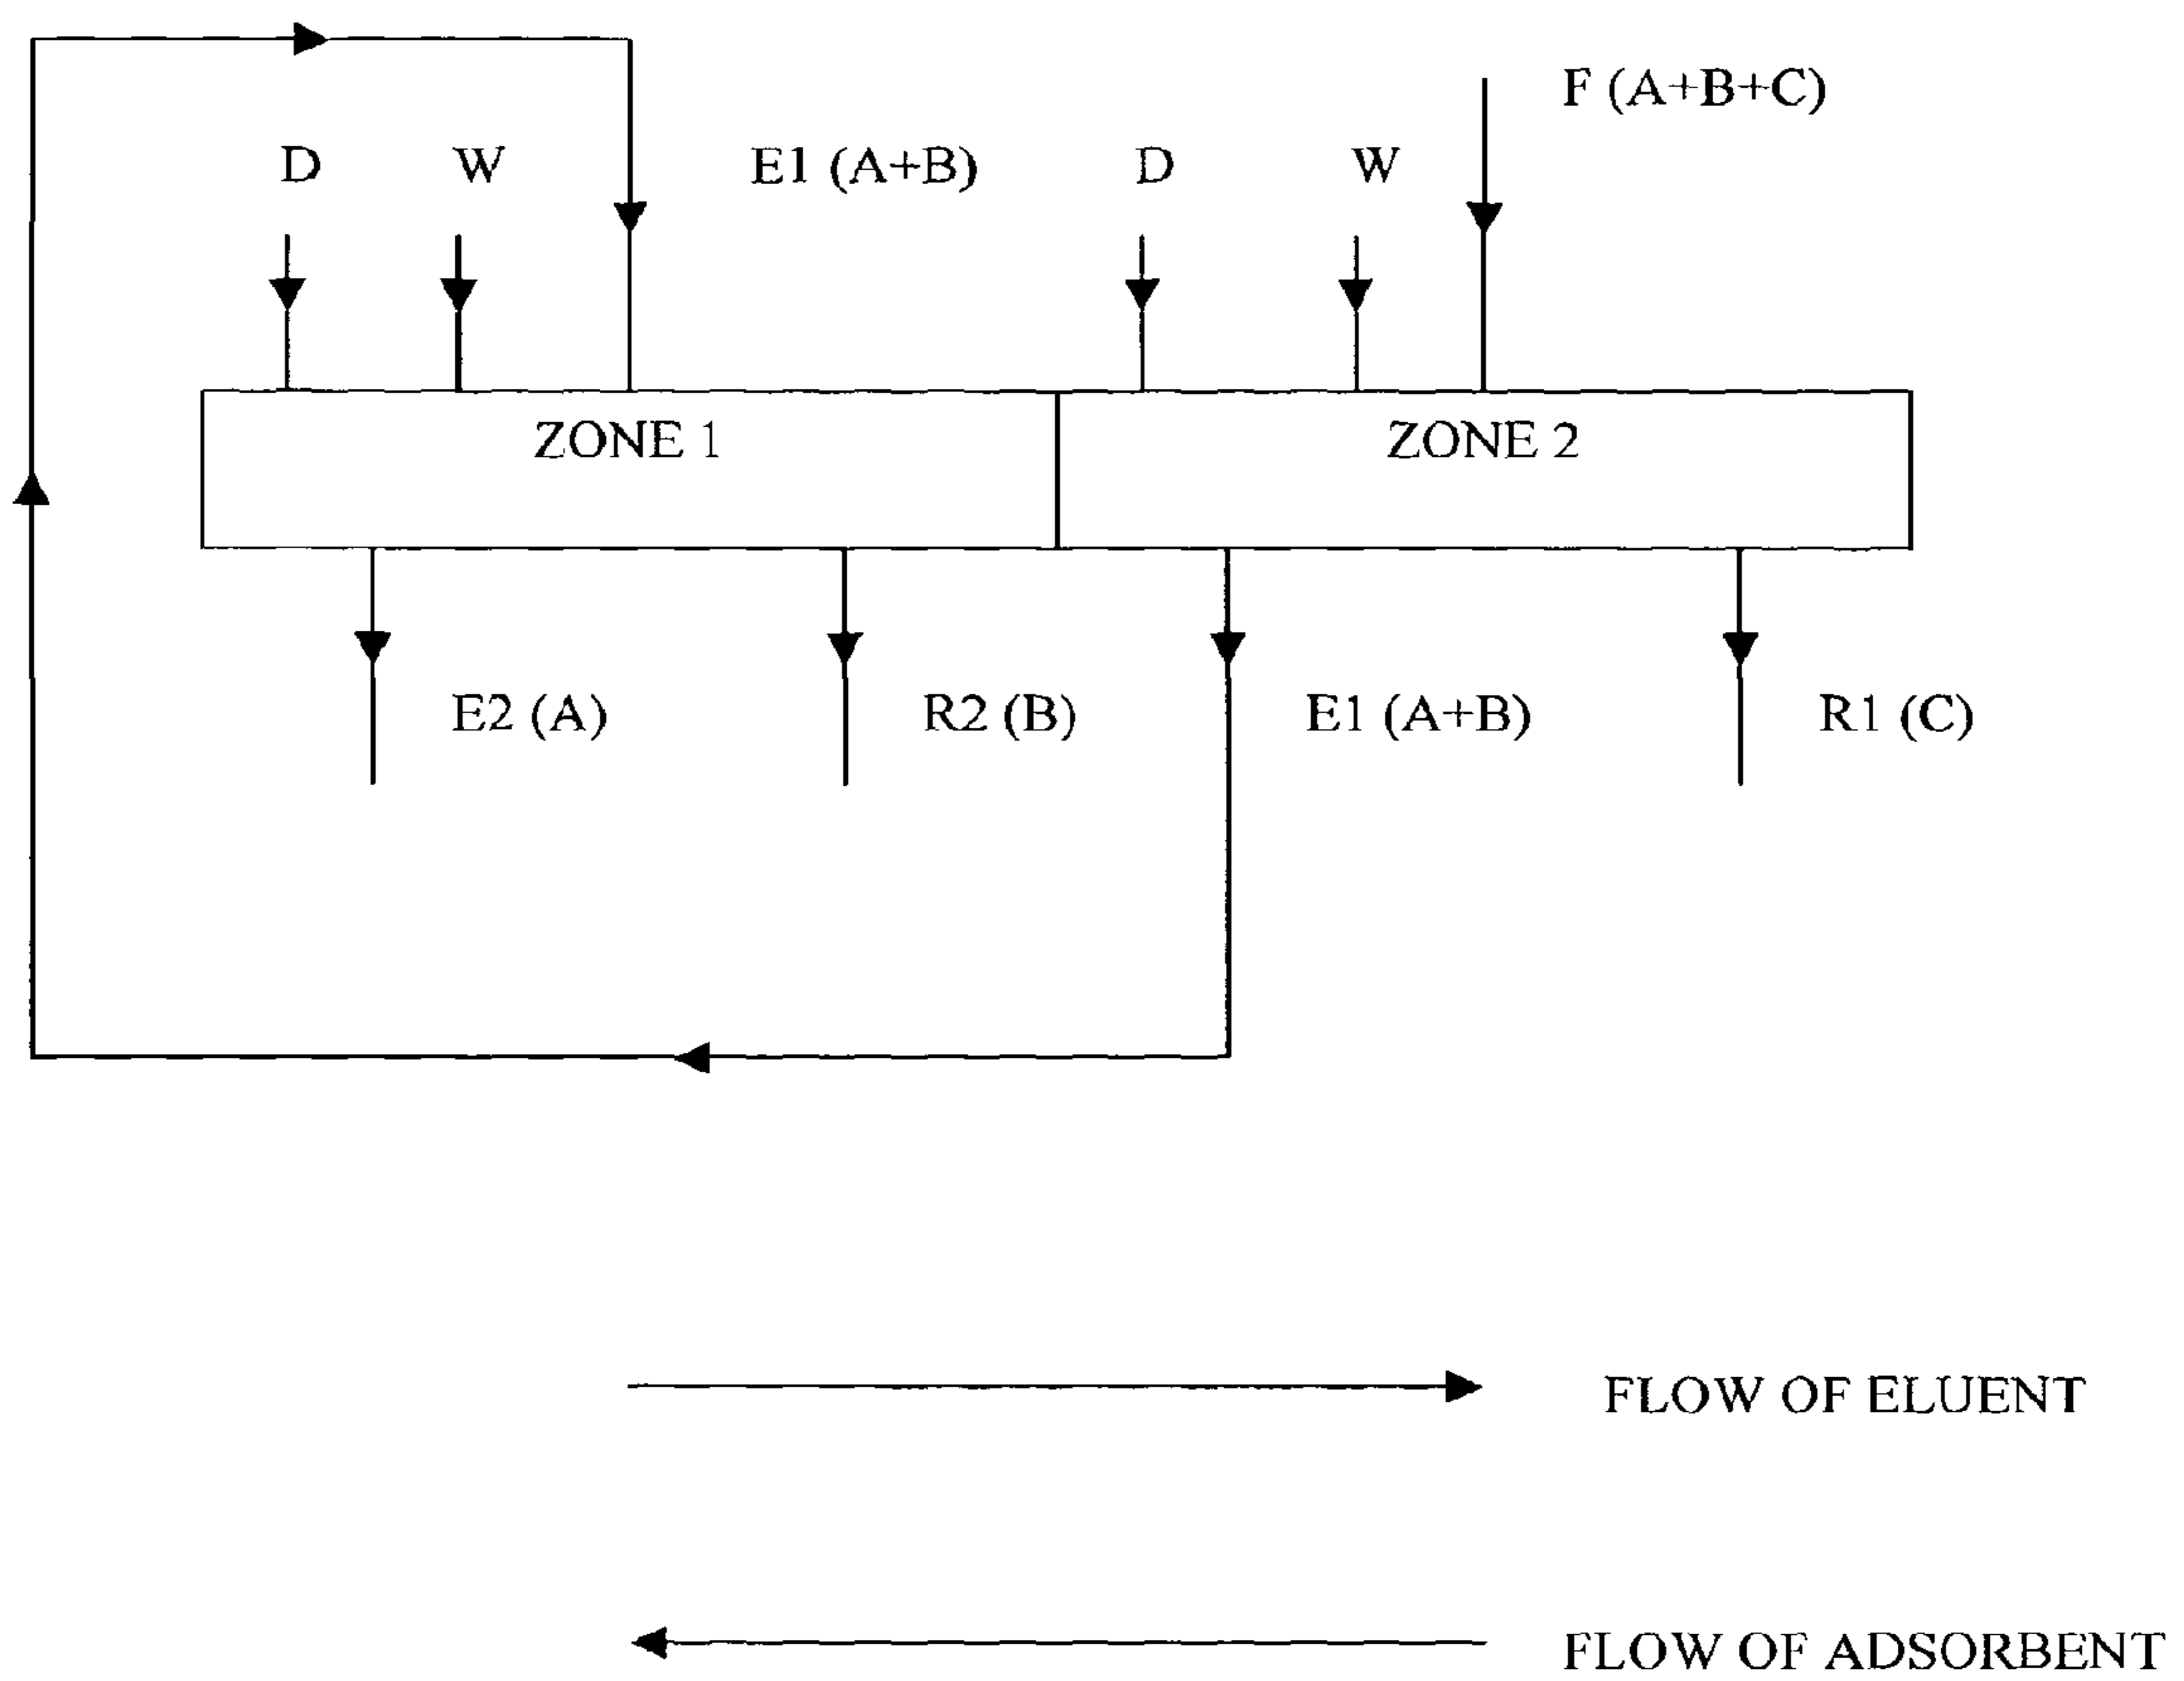 F (A+B+C)
D W E1 (A+B) D W
ZONE 1 ZONE 2
E2 (A) R2 (B) E1 (A+B) R1 (C)
FLOW OF ELUENT
FLOW OF ADSORBENT